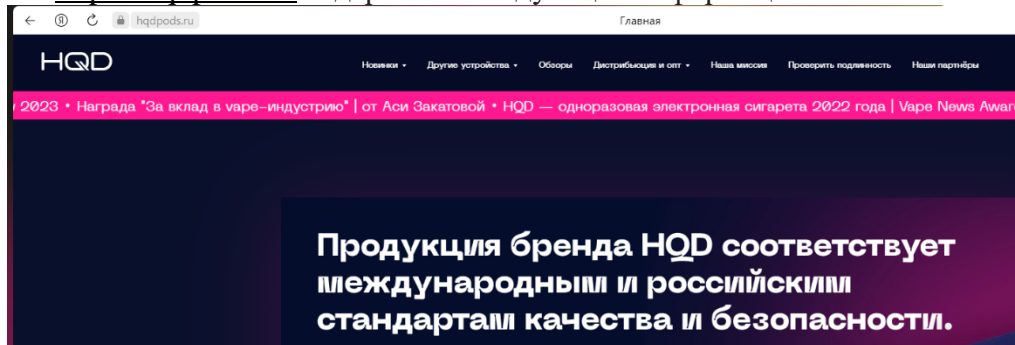 hqdpods.ru
Главная
HQD
Новинки
Другие устройства
Обзоры
Дистрибьюция и опт
Наша миссия
Проверить подлинность
Наши партнёры
2023 • Награда "За вклад в vape-индустрию" | от Аси Закатовой • HQD — одноразовая электронная сигарета 2022 года | Vape News Awar
Продукция бренда HQD соответствует
международным и российским
стандартам качества и безопасности.